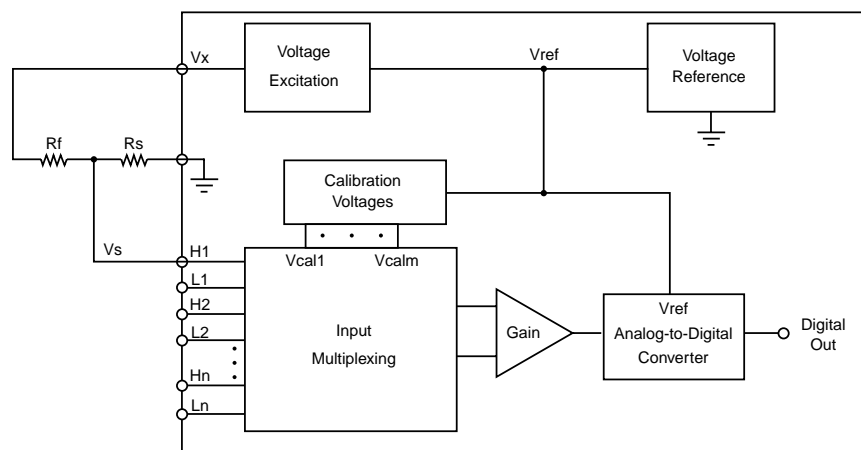 Vx
Voltage
Excitation
Vref
Voltage
Reference
Rf
Rs
Calibration
Voltages
Vs
H1
Vcal1
Vcalm
L1
H2
L2
Hn
Ln
Input
Multiplexing
Gain
Vref
Analog-to-Digital
Converter
Digital
Out